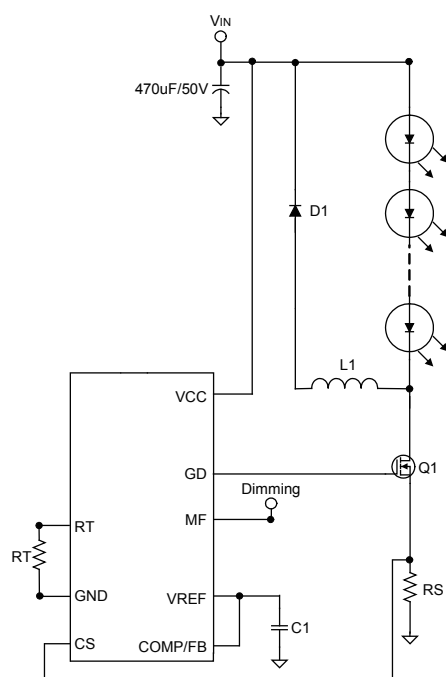 VIN
470uF/50V
D1
L1
VCC
GD
Q1
Dimming
MF
RT
RT
GND
VREF
RS
C1
CS
COMP/FB